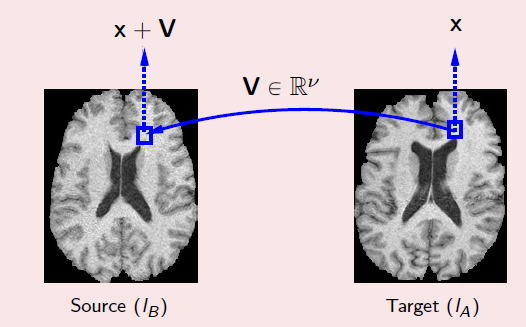 x + V
x
V ∈ ℝ^ν
Source (I_B)
Target (I_A)